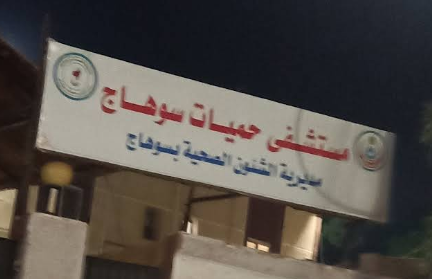 مستشفى حميات سوهاج
مديرية الشئون الصحية بسوهاج